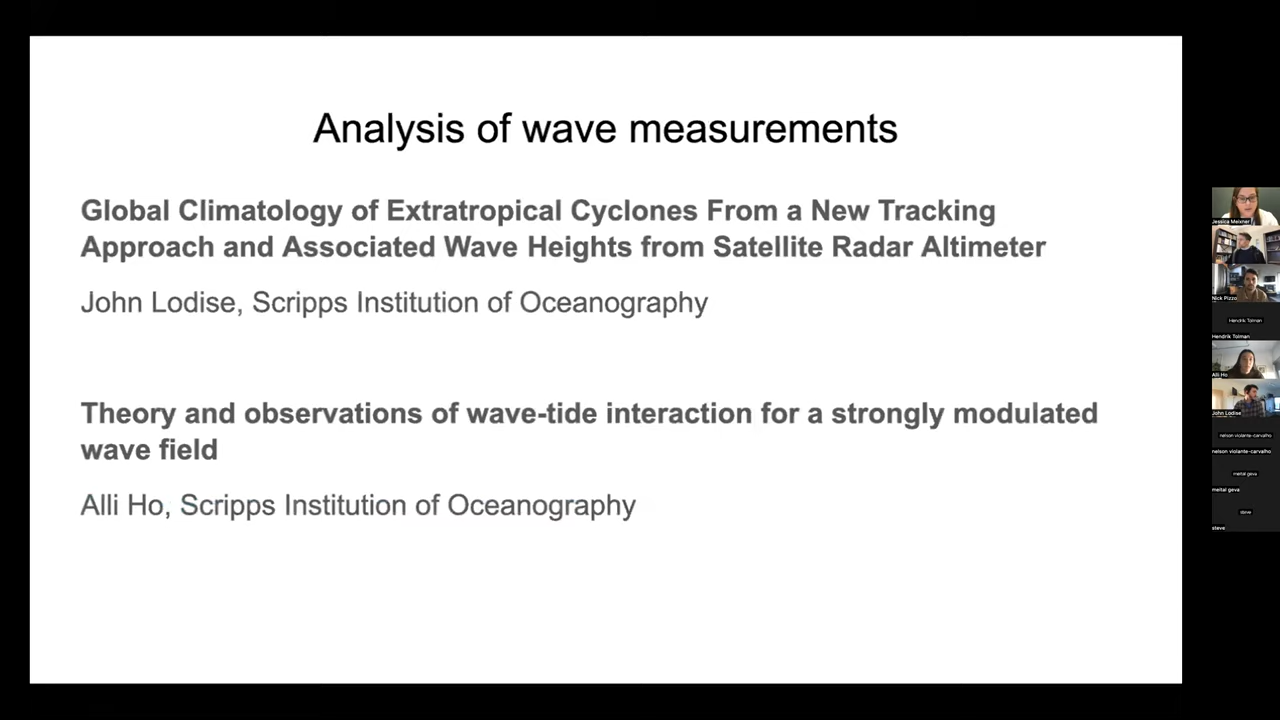 Analysis of wave measurements
Global Climatology of Extratropical Cyclones From a New Tracking
Approach and Associated Wave Heights from Satellite Radar Altimeter
John Lodise, Scripps Institution of Oceanography
Theory and observations of wave-tide interaction for a strongly modulated
wave field
Alli Ho, Scripps Institution of Oceanography
Jessica Meixner
Nick Pizzo
Hendrik Tolman
Hendrik Tolman
Alli Ho
John Lodise
nelson violante-carvalho
nelson violante-carvalho
meital geva
meital geva
steve
steve